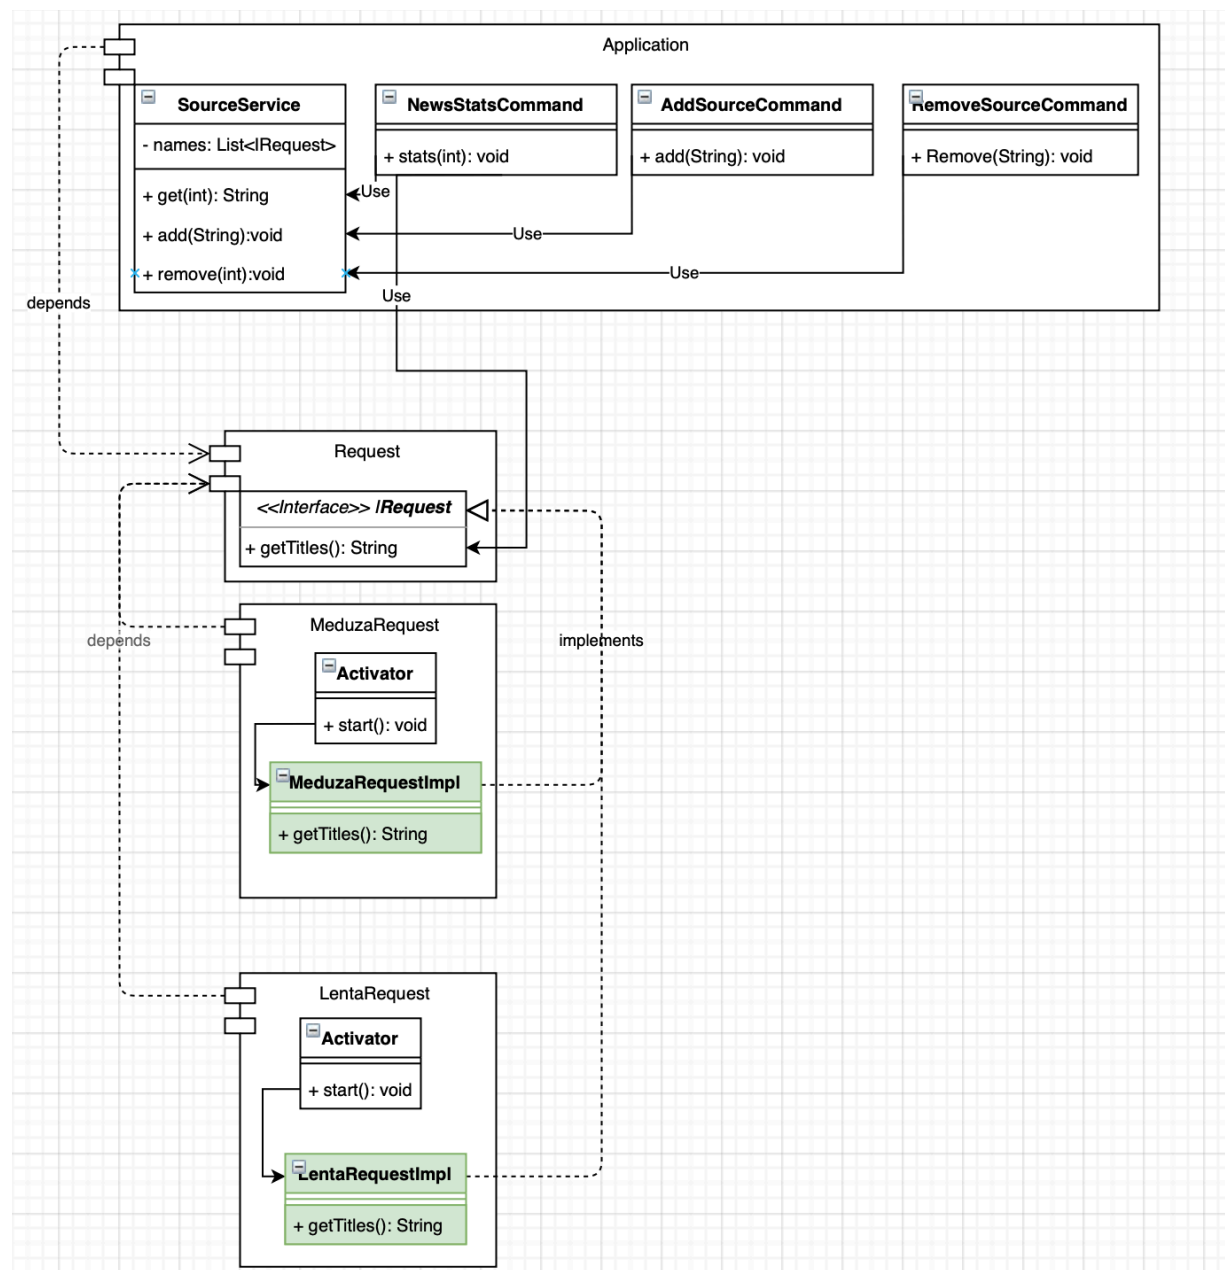 Application
SourceService
- names: List<IRequest>
+ get(int): String
+ add(String):void
+ remove(int):void
NewsStatsCommand
+ stats(int): void
AddSourceCommand
+ add(String): void
RemoveSourceCommand
+ Remove(String): void
Use
Use
Use
Use
depends
Request
<<Interface>> IRequest
+ getTitles(): String
depends
implements
MeduzaRequest
Activator
+ start(): void
MeduzaRequestImpl
+ getTitles(): String
LentaRequest
Activator
+ start(): void
LentaRequestImpl
+ getTitles(): String